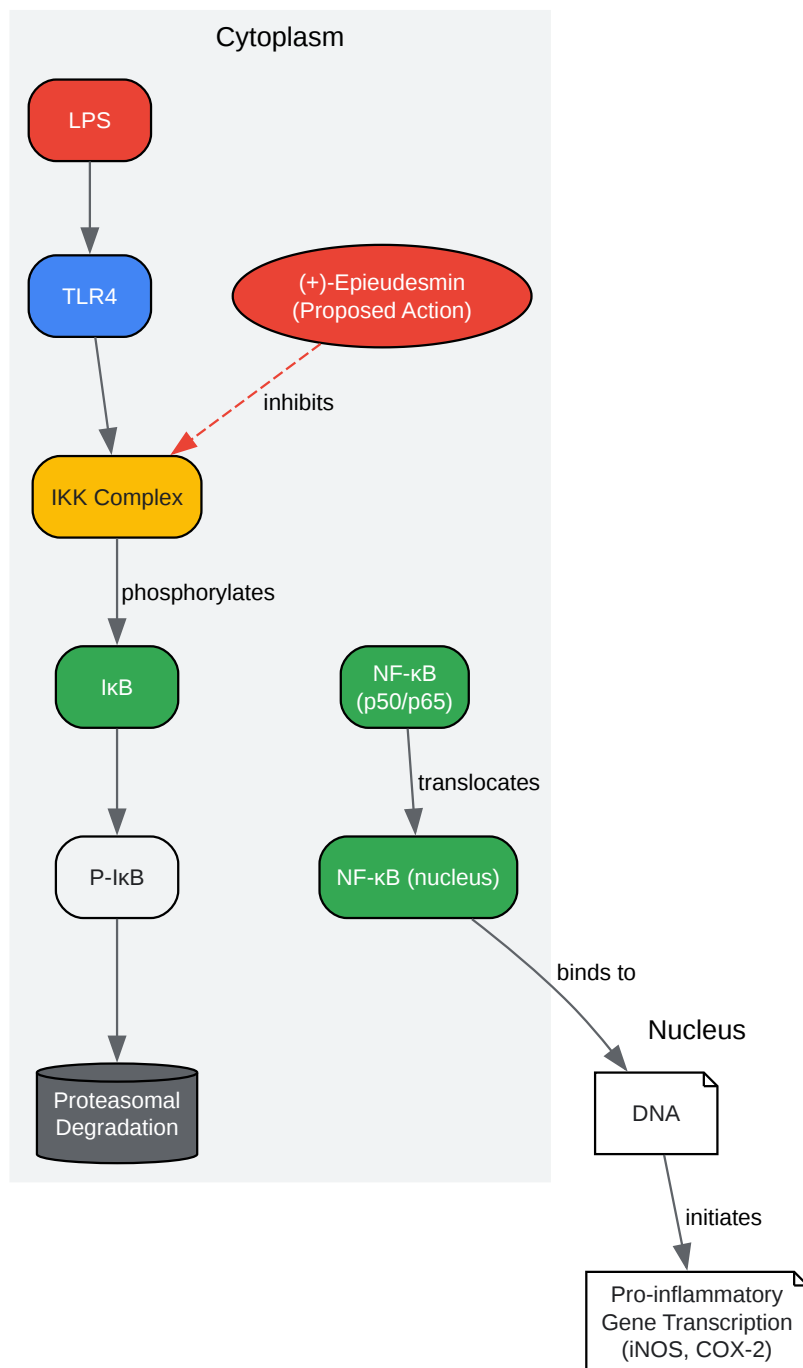 Cytoplasm
LPS
TLR4
(+)-Epieudesmin
(Proposed Action)
inhibits
IKK Complex
phosphorylates
IκB
NF-κB
(p50/p65)
translocates
P-IκB
NF-κB (nucleus)
binds to
Nucleus
Proteasomal
Degradation
DNA
initiates
Pro-inflammatory
Gene Transcription
(iNOS, COX-2)